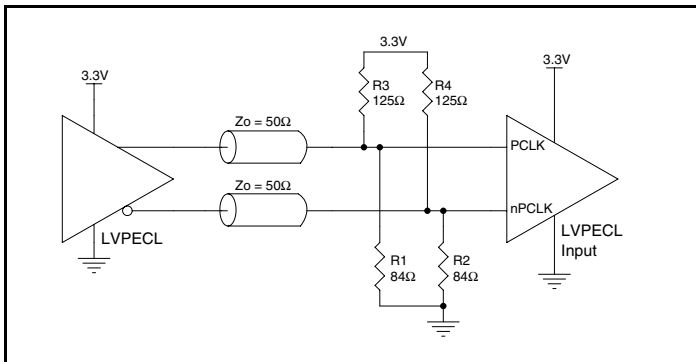 3.3V
3.3V
3.3V
R3
125Ω
R4
125Ω
Zo = 50Ω
PCLK
Zo = 50Ω
nPCLK
LVPECL
LVPECL
Input
R1
84Ω
R2
84Ω